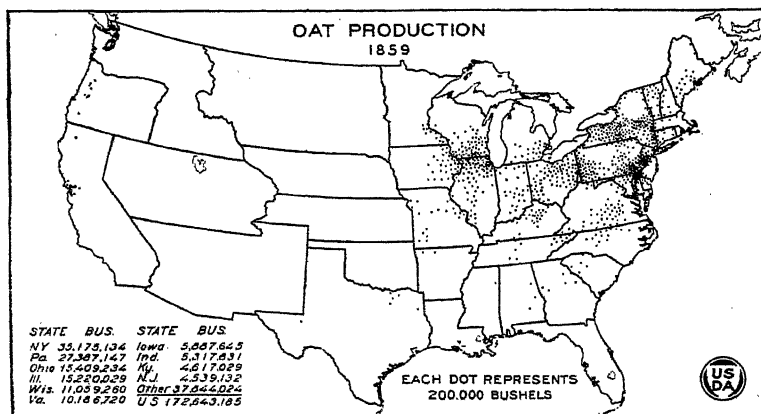 OAT PRODUCTION
1859
STATE BUS. STATE BUS.
NY 35,175,134 Iowa 5,887,645
Pa. 27,387,147 Ind. 5,317,831
Ohio 15,409,234 Ky. 4,617,029
Ill. 15,220,029 N.J. 4,539,132
Wis. 11,059,260 Other 37,844,024
Va. 10,186,720 US 172,643,185
EACH DOT REPRESENTS
200,000 BUSHELS
US
DA